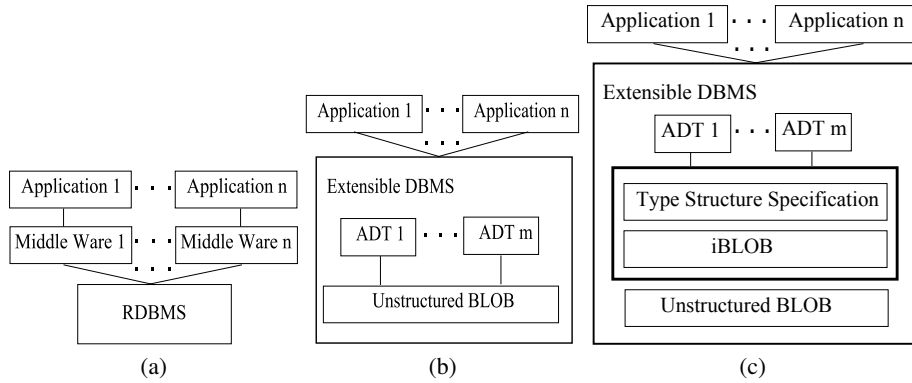 Application 1 · · · Application n
Middle Ware 1 · · · Middle Ware n
· · ·
RDBMS
(a)
Application 1 · · · Application n
· · ·
Extensible DBMS
ADT 1 · · · ADT m
Unstructured BLOB
(b)
Application 1 · · · Application n
· · ·
Extensible DBMS
ADT 1 · · · ADT m
Type Structure Specification
iBLOB
Unstructured BLOB
(c)